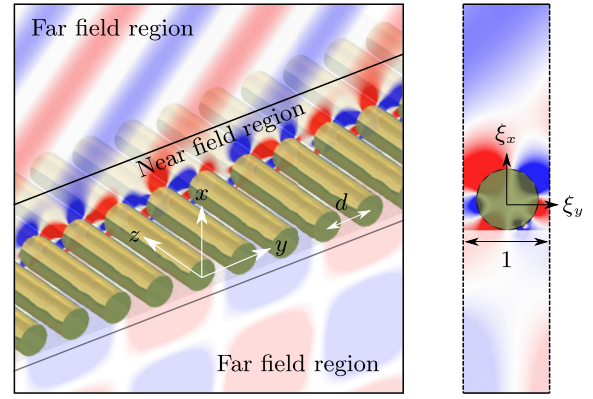 Far field region
Near field region
x
z
y
d
Far field region
ξx
ξy
1